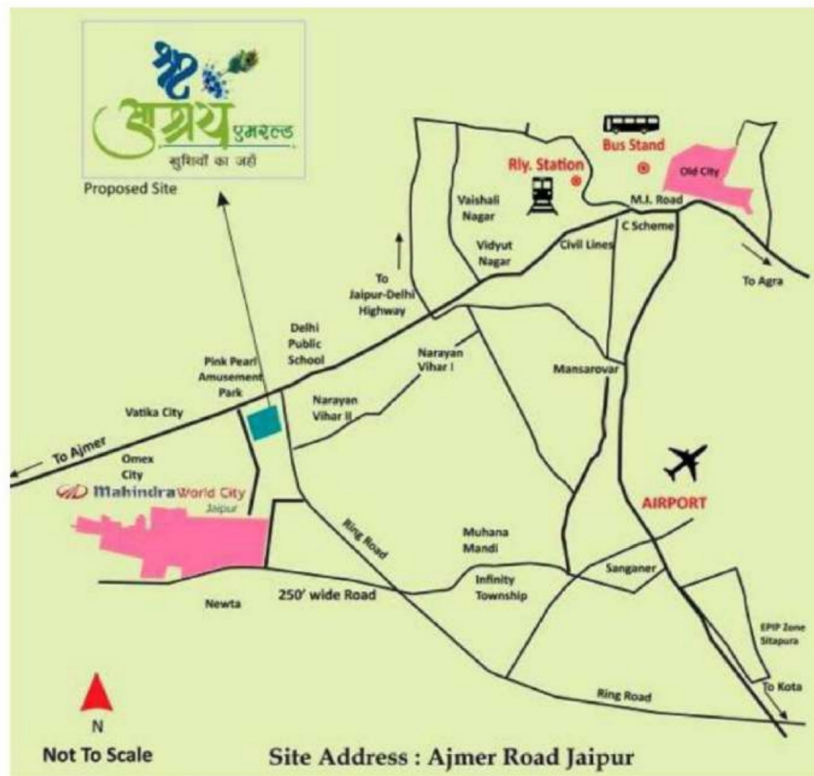 श्री
आश्रय एमरल्ड
खुशियों का जहाँ
Proposed Site
Rly. Station
Bus Stand
Old City
M.I. Road
Vaishali
Nagar
C Scheme
Vidyut
Nagar
Civil Lines
To Agra
To
Jaipur-Delhi
Highway
Delhi
Public
School
Pink Pearl
Amusement
Park
Narayan
Vihar I
Mansarovar
Narayan
Vihar II
Vatika City
To Ajmer
Omex
City
Mahindra World City
Jaipur
AIRPORT
Ring Road
Muhana
Mandi
Sanganer
Infinity
Township
250' wide Road
Newta
EPIP Zone
Sitapura
To Kota
Ring Road
N
Not To Scale
Site Address : Ajmer Road Jaipur